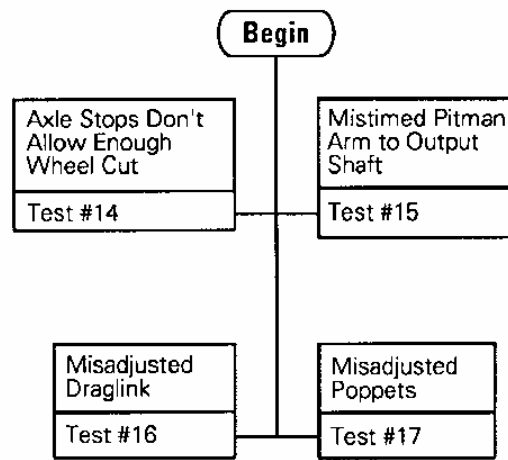 Begin
Axle Stops Don't
Allow Enough
Wheel Cut
Test #14
Mistimed Pitman
Arm to Output
Shaft
Test #15
Misadjusted
Draglink
Test #16
Misadjusted
Poppets
Test #17